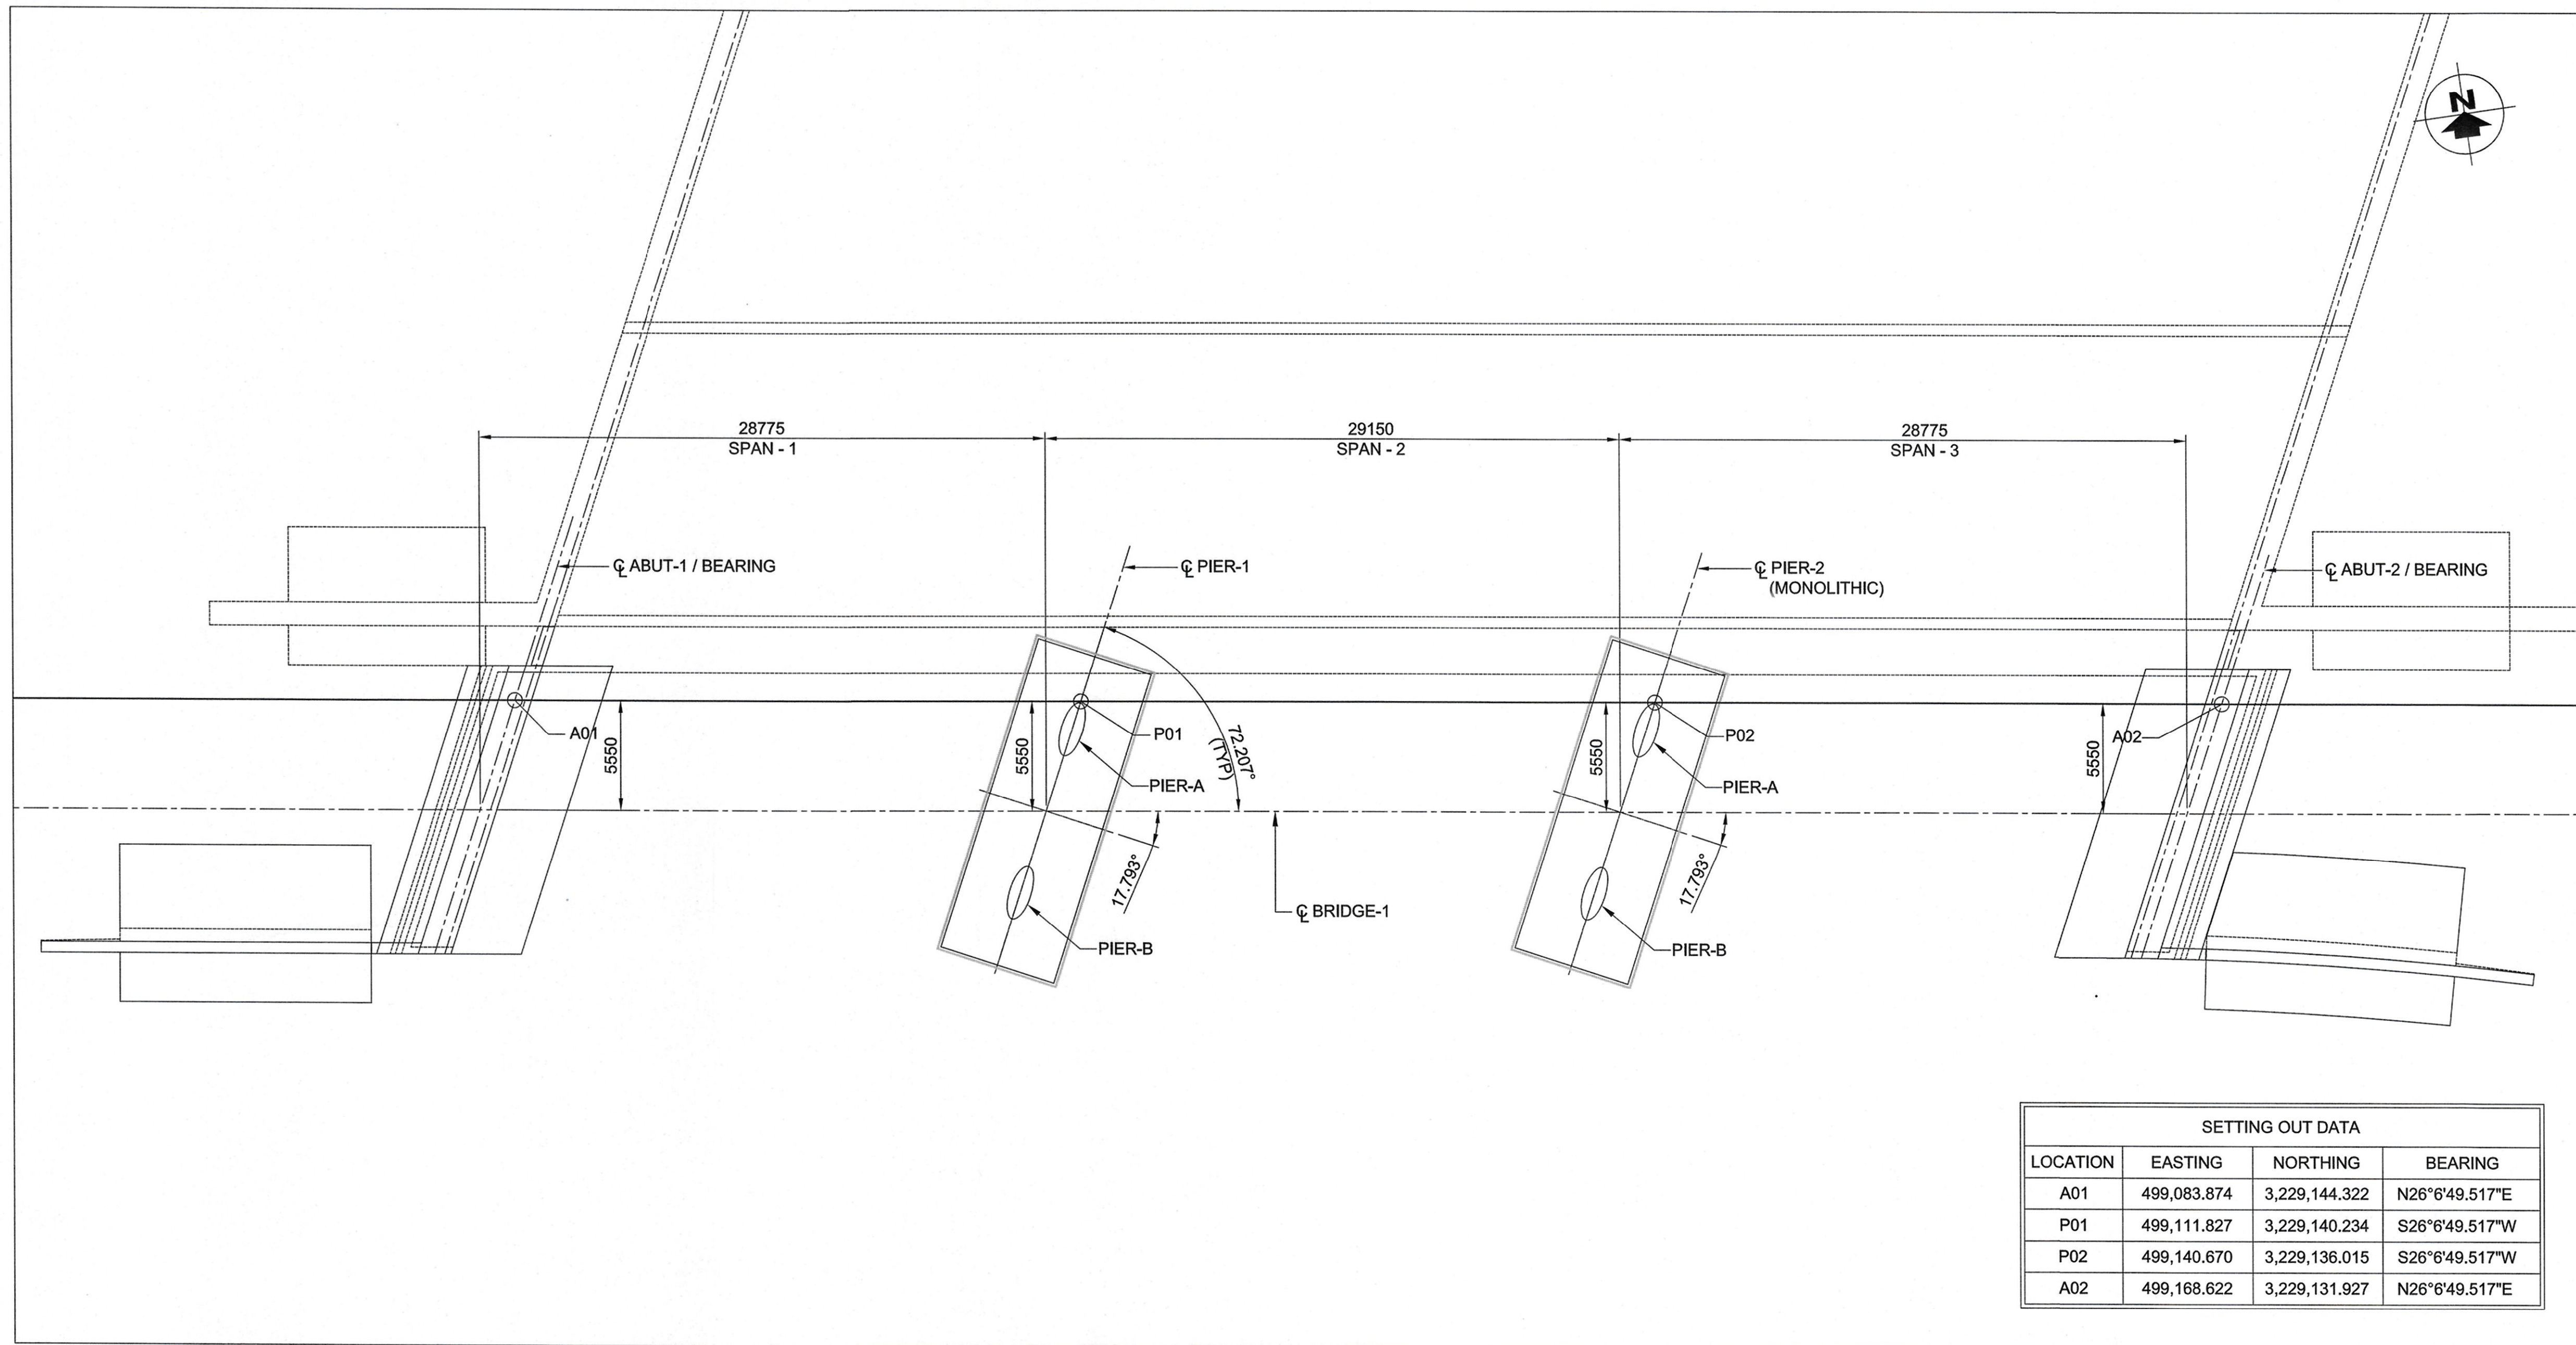 N
28775
SPAN - 1
29150
SPAN - 2
28775
SPAN - 3
℄ ABUT-1 / BEARING
℄ PIER-1
℄ PIER-2
(MONOLITHIC)
℄ ABUT-2 / BEARING
A01
5550
5550
P01
72.207°
(TYP)
5550
P02
A02
5550
PIER-A
PIER-A
17.793°
17.793°
℄ BRIDGE-1
PIER-B
PIER-B
SETTING OUT DATA
LOCATION EASTING NORTHING BEARING
A01 499,083.874 3,229,144.322 N26°6'49.517"E
P01 499,111.827 3,229,140.234 S26°6'49.517"W
P02 499,140.670 3,229,136.015 S26°6'49.517"W
A02 499,168.622 3,229,131.927 N26°6'49.517"E